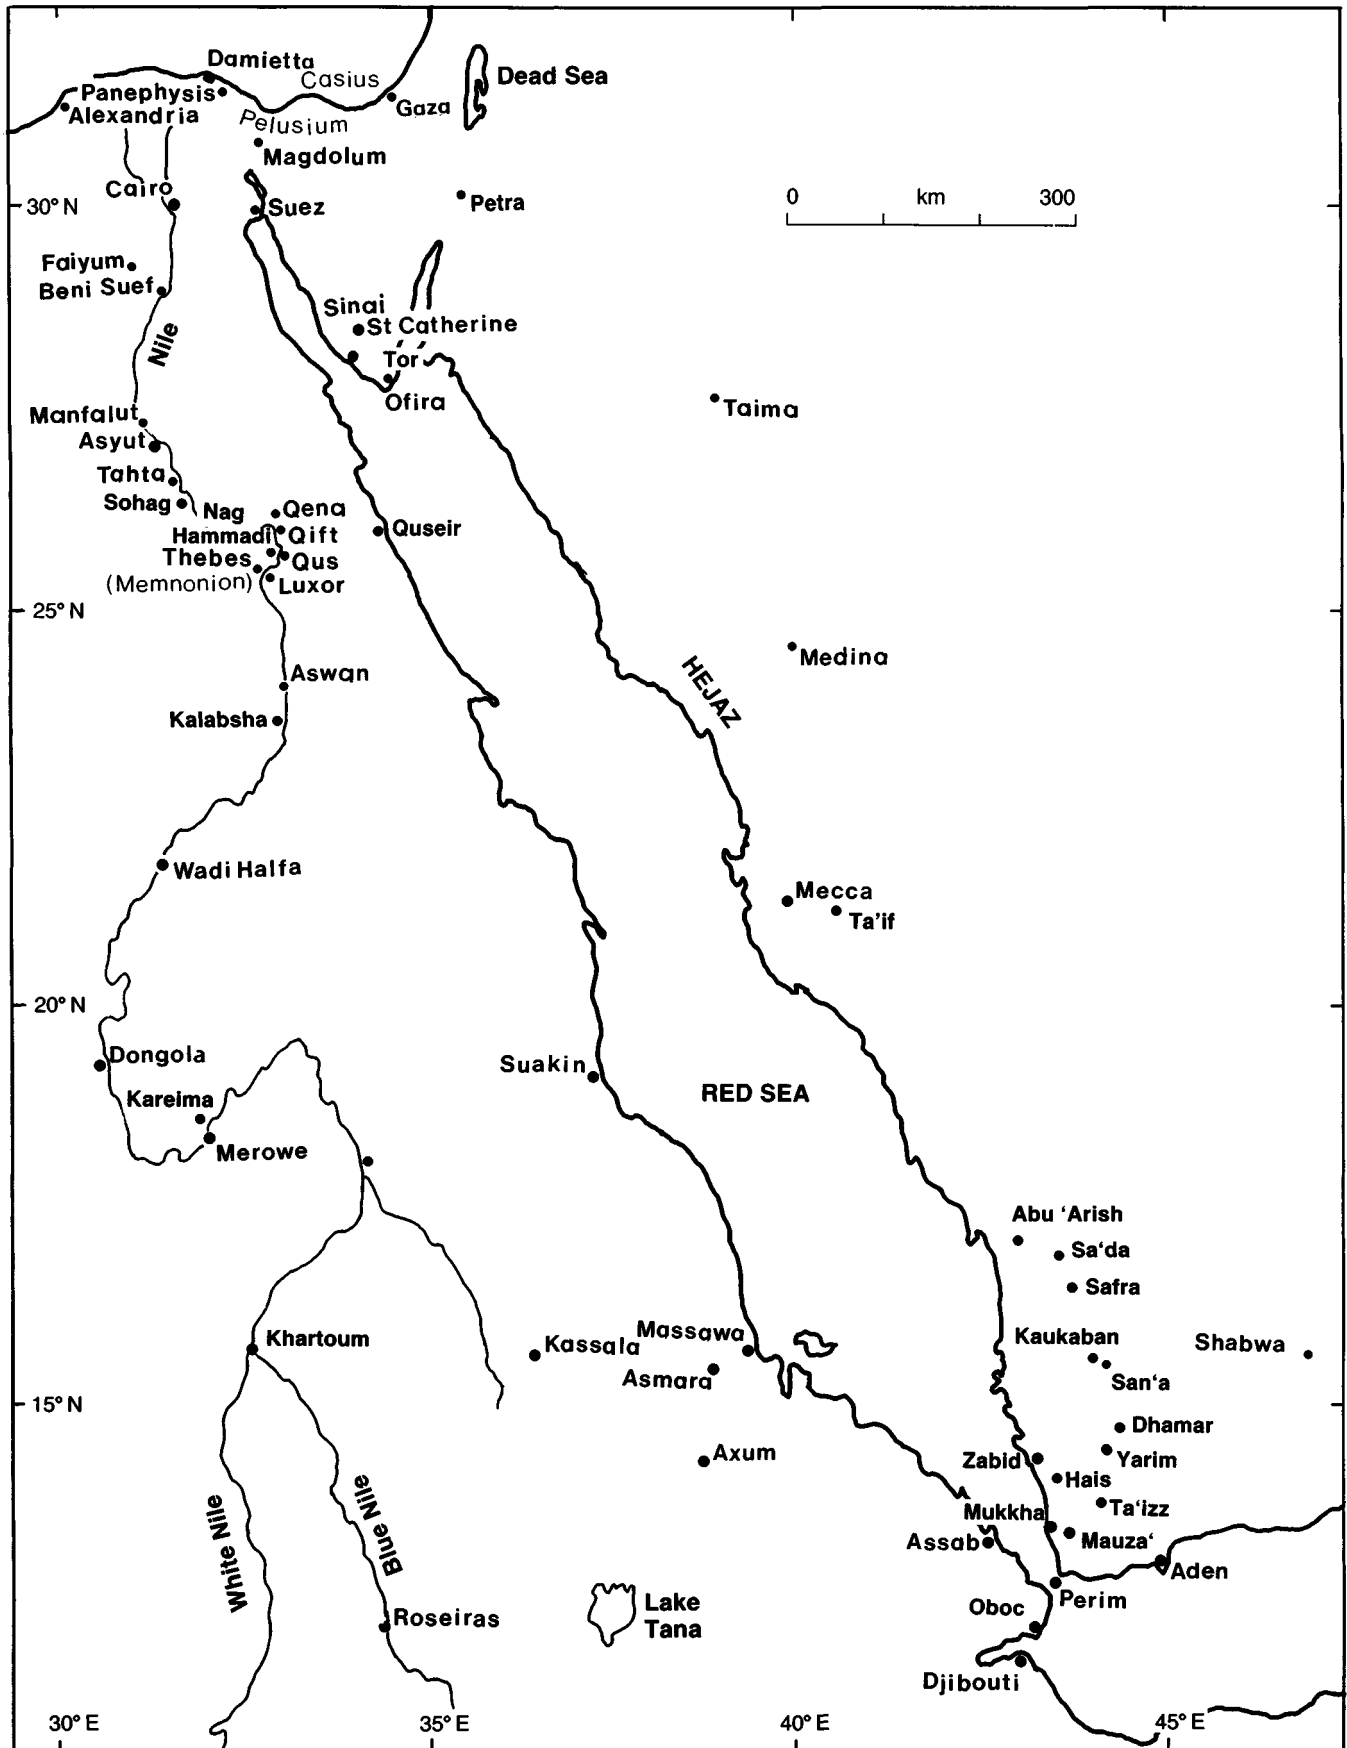 Damietta
Casius
Dead Sea
Panephysis
Gaza
Alexandria
Pelusium
Magdolum
Cairo
30° N
Suez
Petra
0 km 300
Faiyum
Beni Suef
Sinai
St Catherine
Nile
Tor
Ofira
Taima
Manfalut
Asyut
Tahta
Sohag
Nag
Hammadi
Qena
Qift
Quseir
Thebes
Qus
(Memnonion)
Luxor
25° N
Medina
HEJAZ
Aswan
Kalabsha
Wadi Halfa
Mecca
Ta'if
20° N
Dongola
Suakin
RED SEA
Kareima
Merowe
Abu ‘Arish
Sa‘da
Safra
Khartoum
Kassala
Massawa
Asmara
Kaukaban
Shabwa
San‘a
15° N
Dhamar
Axum
Zabid
Yarim
Hais
Ta‘izz
Mukkha
Mauza‘
White Nile
Blue Nile
Assab
Aden
Perim
Lake
Tana
Oboc
Roseiras
Djibouti
30° E
35° E
40° E
45° E